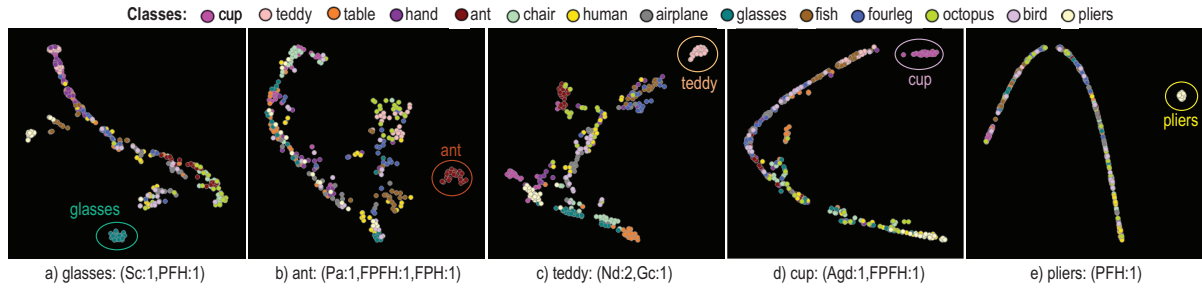 Classes: cup teddy table hand ant chair human airplane glasses fish fourleg octopus bird pliers
glasses
ant
teddy
cup
pliers
a) glasses: (Sc:1,PFH:1)
b) ant: (Pa:1,FPFH:1,FPH:1)
c) teddy: (Nd:2,Gc:1)
d) cup: (Agd:1,FPFH:1)
e) pliers: (PFH:1)